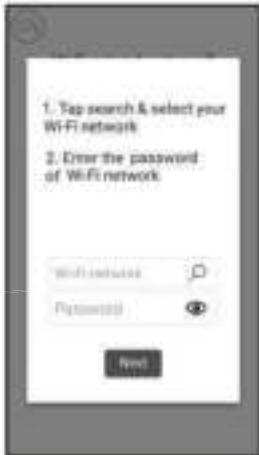 1. Tap search & select your
Wi-Fi network
2. Enter the password
of Wi-Fi network
Wi-Fi network
Password
Next